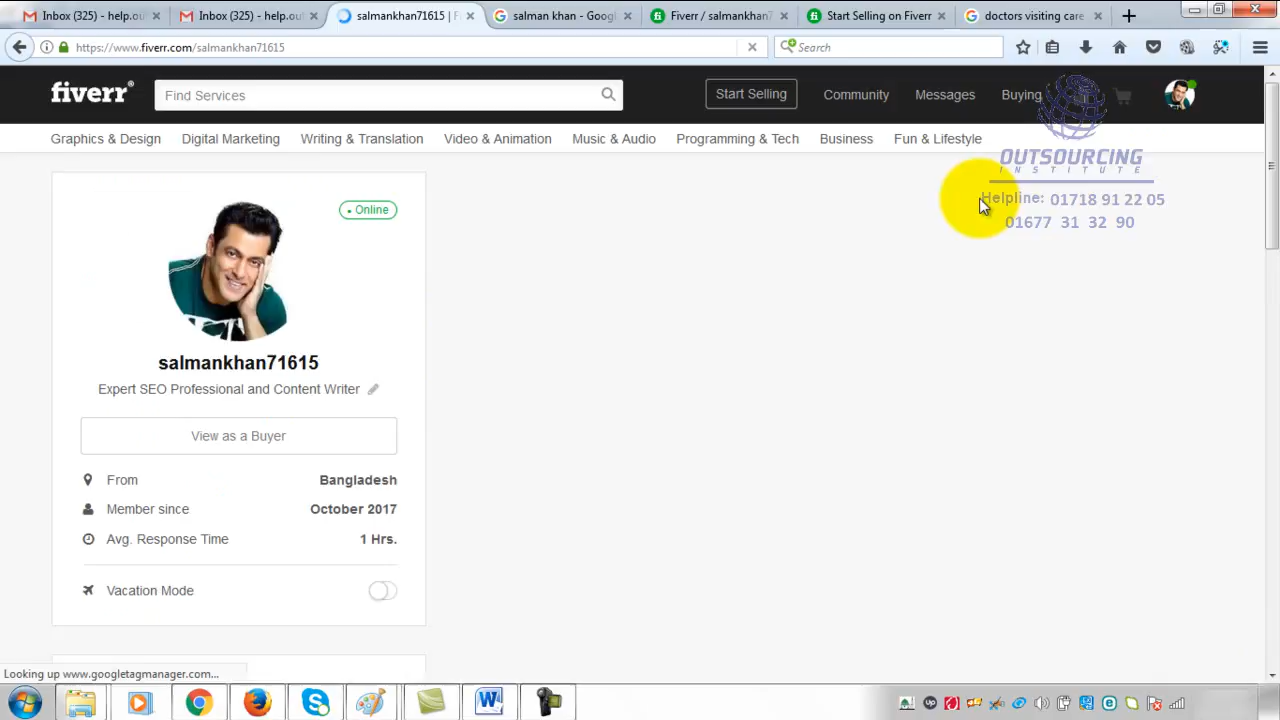 Inbox (325) - help.out
Inbox (325) - help.out
salmankhan71615 | F
salman khan - Goog
Fiverr / salmankhan7
Start Selling on Fiverr
doctors visiting care
https://www.fiverr.com/salmankhan71615
Search
fiverr
Find Services
Start Selling
Community
Messages
Buying
Graphics & Design
Digital Marketing
Writing & Translation
Video & Animation
Music & Audio
Programming & Tech
Business
Fun & Lifestyle
OUTSOURCING
INSTITUTE
Helpline: 01718 91 22 05
01677 31 32 90
Online
salmankhan71615
Expert SEO Professional and Content Writer
View as a Buyer
From Bangladesh
Member since October 2017
Avg. Response Time 1 Hrs.
Vacation Mode
Looking up www.googletagmanager.com...